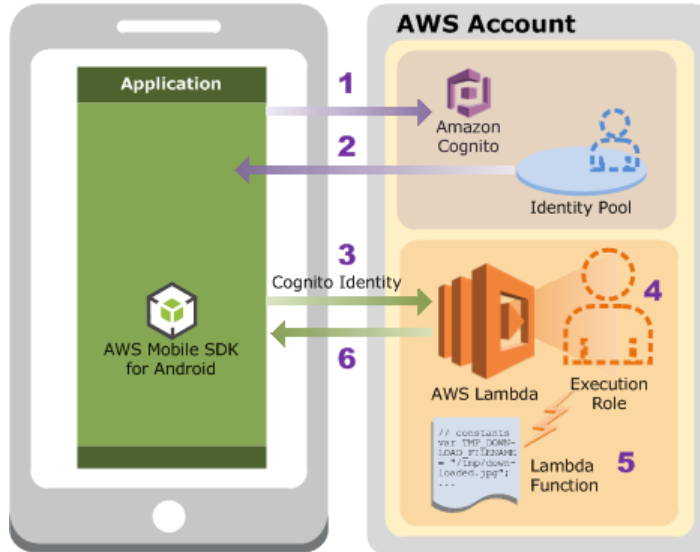 AWS Account
Application
1
Amazon
Cognito
2
Identity Pool
3
Cognito Identity
4
AWS Mobile SDK
for Android
6
AWS Lambda
Execution
Role
// constants
var TMP_DOWN-
LOAD_FILENAME
= "/Tmp/down-
loaded.jpg";
...
Lambda
Function
5